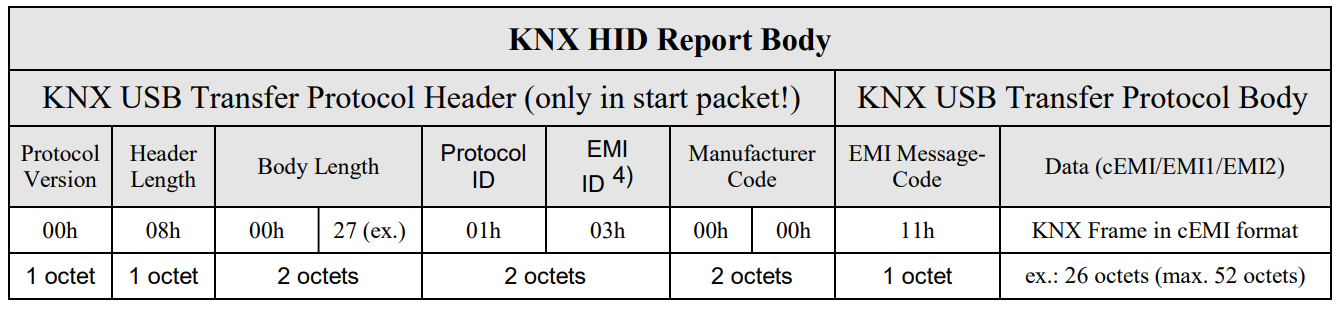 KNX HID Report Body
KNX USB Transfer Protocol Header (only in start packet!) KNX USB Transfer Protocol Body
Protocol Version Header Length Body Length Protocol ID EMI ID 4) Manufacturer Code EMI Message-Code Data (cEMI/EMI1/EMI2)
00h 08h 00h 27 (ex.) 01h 03h 00h 00h 11h KNX Frame in cEMI format
1 octet 1 octet 2 octets 2 octets 2 octets 1 octet ex.: 26 octets (max. 52 octets)